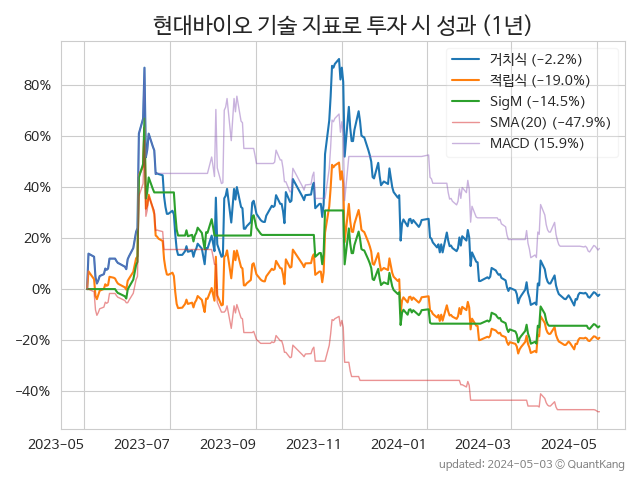 현대바이오 기술 지표로 투자 시 성과 (1년)
거치식 (−2.2%)
적립식 (−19.0%)
SigM (−14.5%)
SMA(20) (−47.9%)
MACD (15.9%)
80%
60%
40%
20%
0%
−20%
−40%
2023-05 2023-07 2023-09 2023-11 2024-01 2024-03 2024-05
updated: 2024-05-03 ⓒ QuantKang